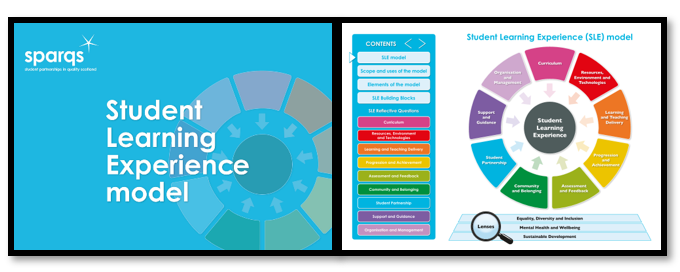 sparqs
student partnerships in quality scotland
Student
Learning
Experience
model
CONTENTS
SLE model
Scope and uses of the model
Elements of the model
SLE Building Blocks
SLE Reflective Questions
Curriculum
Resources, Environment
and Technologies
Learning and Teaching Delivery
Progression and Achievement
Assessment and Feedback
Community and Belonging
Student Partnership
Support and Guidance
Organisation and Management
Student Learning Experience (SLE) model
Curriculum
Resources,
Environment and
Technologies
Learning
and Teaching
Delivery
Progression
and
Achievement
Assessment
and Feedback
Community
and Belonging
Student
Partnership
Support
and
Guidance
Organisation
and
Management
Student
Learning
Experience
Lenses
Equality, Diversity and Inclusion
Mental Health and Wellbeing
Sustainable Development